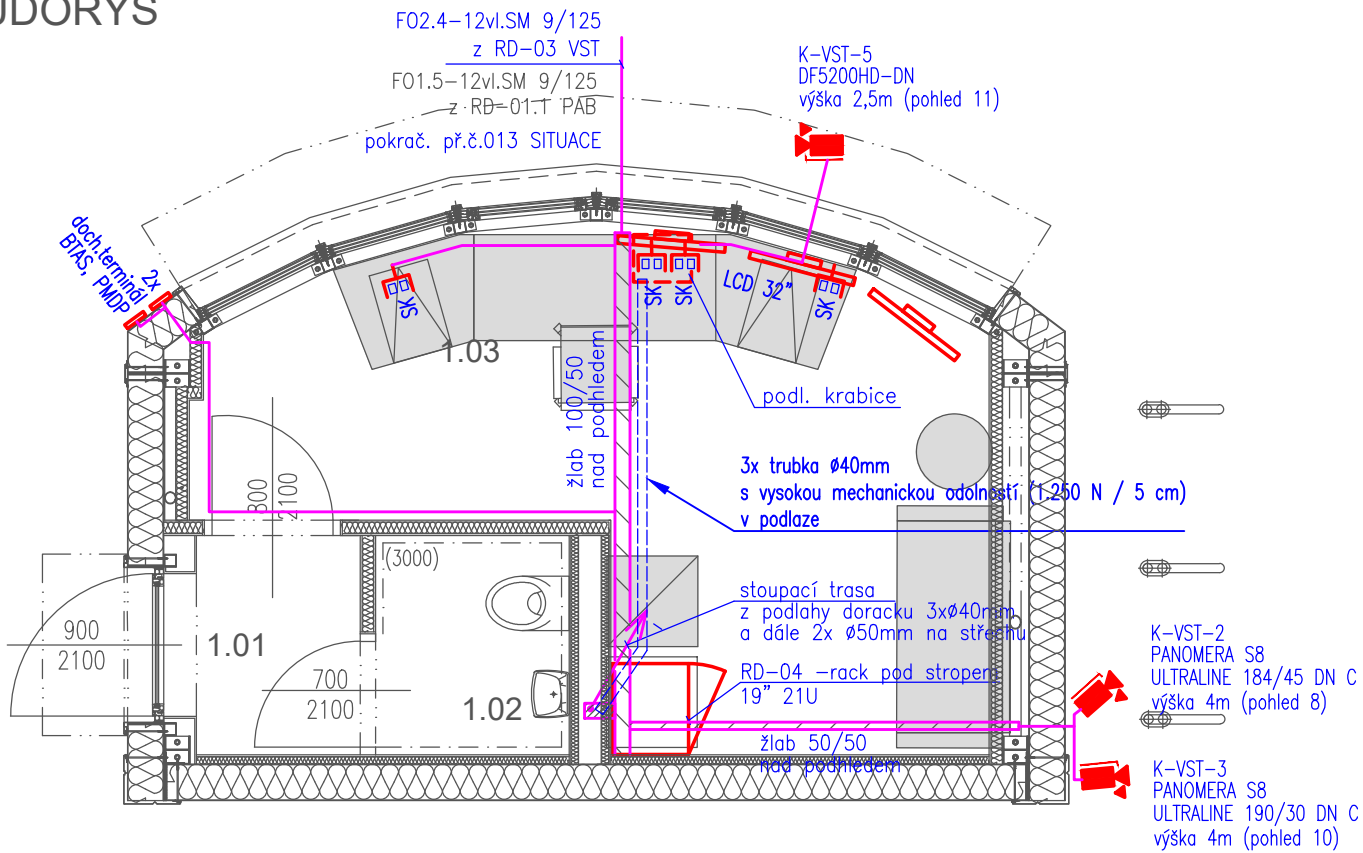 UDORYS
FO2.4-12vl.SM 9/125
z RD-03 VST
FO1.5-12vl.SM 9/125
z RD-01.1 PAB
pokrač. př.č.013 SITUACE
K-VST-5
DF5200HD-DN
výška 2,5m (pohled 11)
2x
doch.terminál
BTAS, PMDP
SK
SK
SK
LCD 32"
SK
1.03
žlab 100/50
nad podhledem
podl. krabice
3x trubka ø40mm
s vysokou mechanickou odolností (1.250 N / 5 cm)
v podlaze
800
2100
(3000)
stoupací trasa
z podlahy doracku 3xø40mm
a dále 2x ø50mm na střechu
900
2100
1.01
700
2100
1.02
RD-04 -rack pod stropem
19" 21U
žlab 50/50
nad podhledem
K-VST-2
PANOMERA S8
ULTRALINE 184/45 DN C
výška 4m (pohled 8)
K-VST-3
PANOMERA S8
ULTRALINE 190/30 DN C
výška 4m (pohled 10)